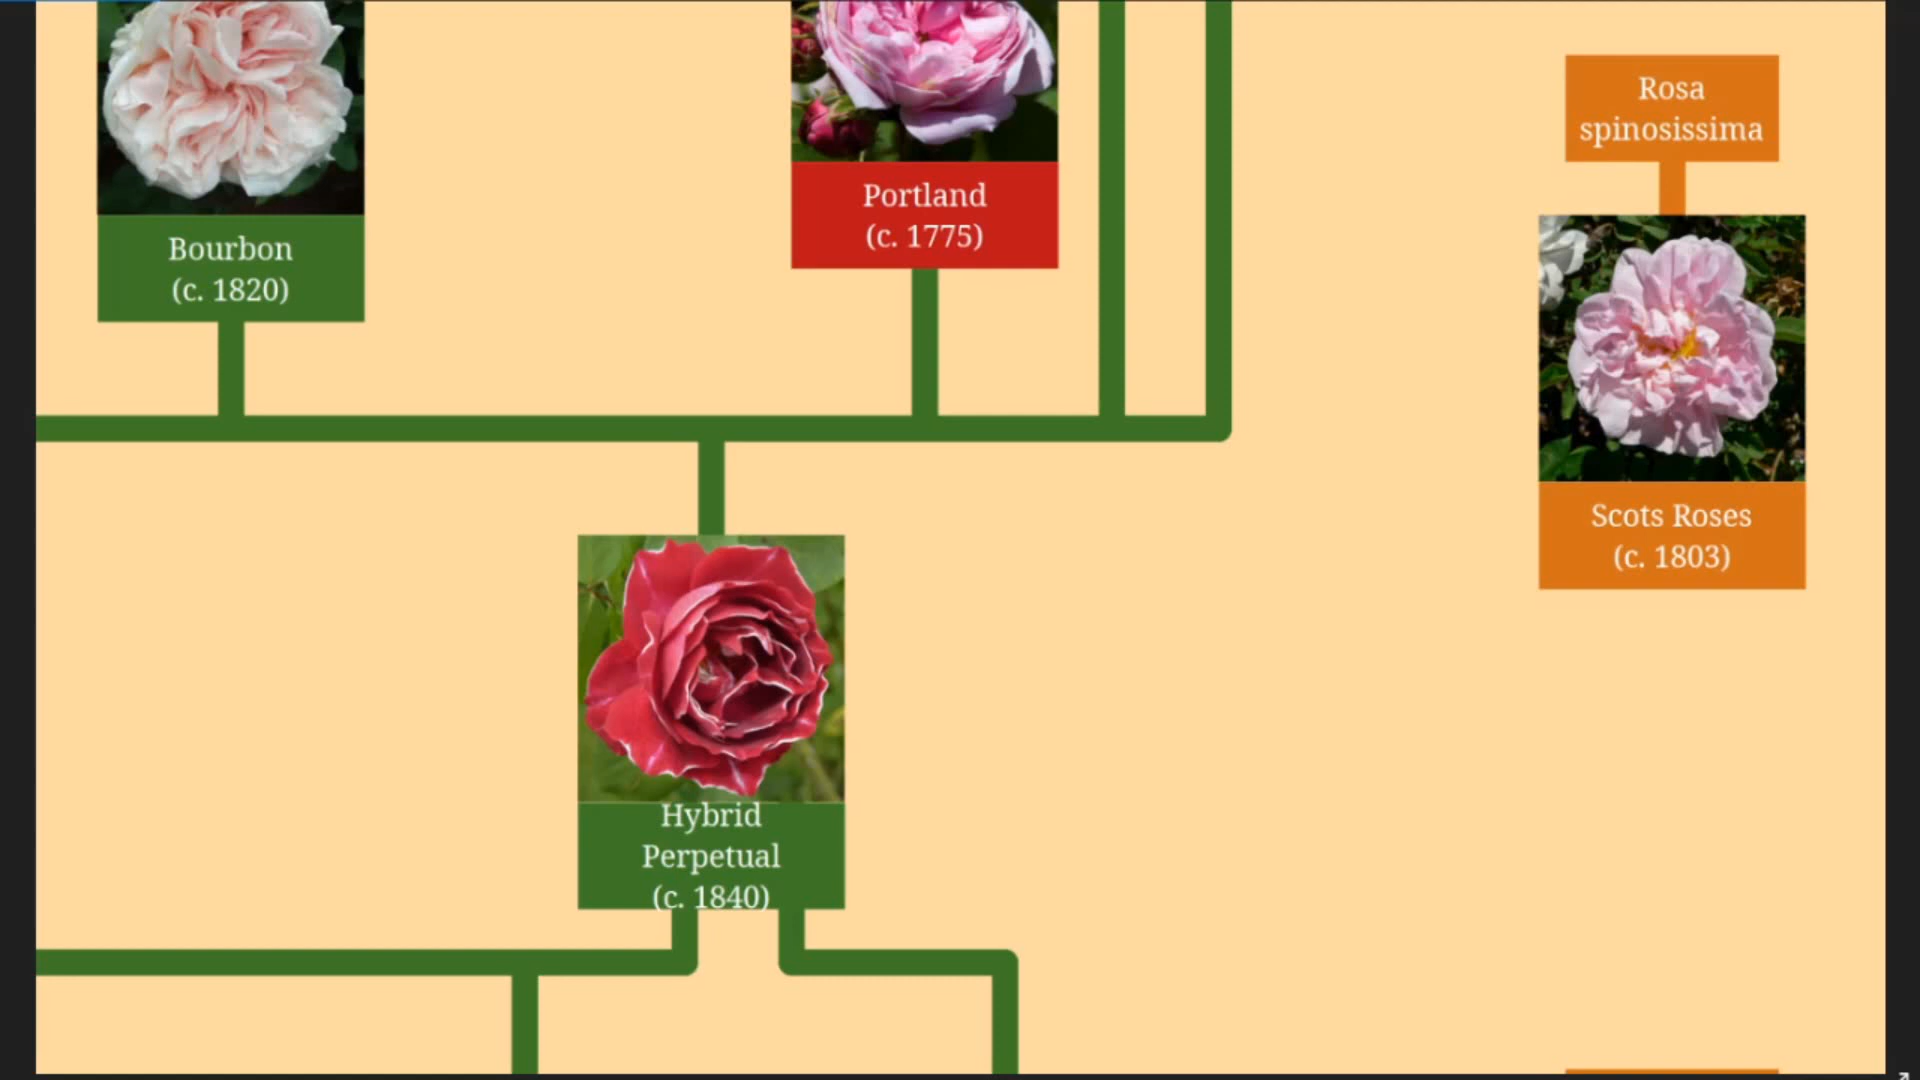 Rosa
spinosissima
Portland
(c. 1775)
Bourbon
(c. 1820)
Scots Roses
(c. 1803)
Hybrid
Perpetual
(c. 1840)